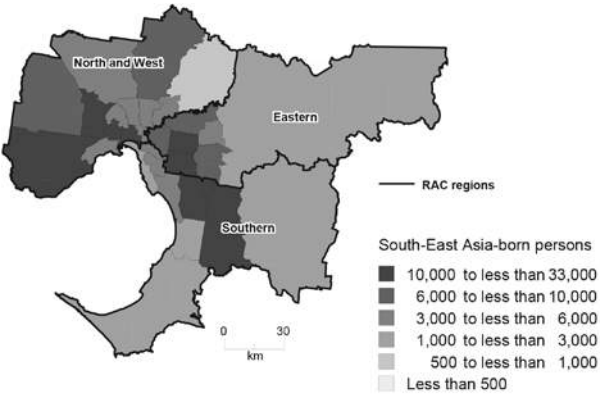 North and West
Eastern
RAC regions
Southern
South-East Asia-born persons
10,000 to less than 33,000
6,000 to less than 10,000
3,000 to less than 6,000
1,000 to less than 3,000
500 to less than 1,000
Less than 500
0 30
km